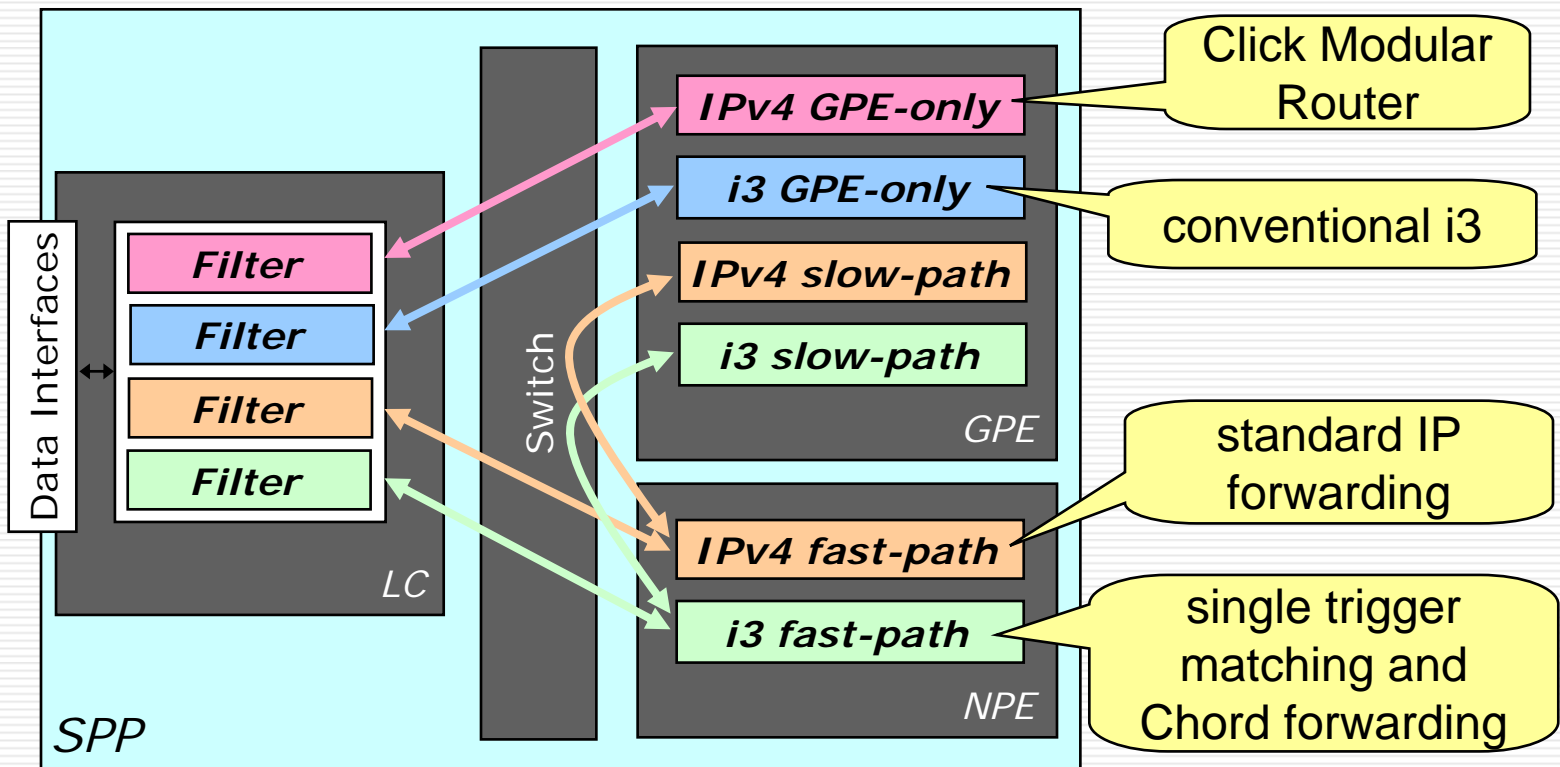 Data Interfaces
Filter
Filter
Filter
Filter
LC
SPP
Switch
IPv4 GPE-only
i3 GPE-only
IPv4 slow-path
i3 slow-path
GPE
IPv4 fast-path
i3 fast-path
NPE
Click Modular
Router
conventional i3
standard IP
forwarding
single trigger
matching and
Chord forwarding